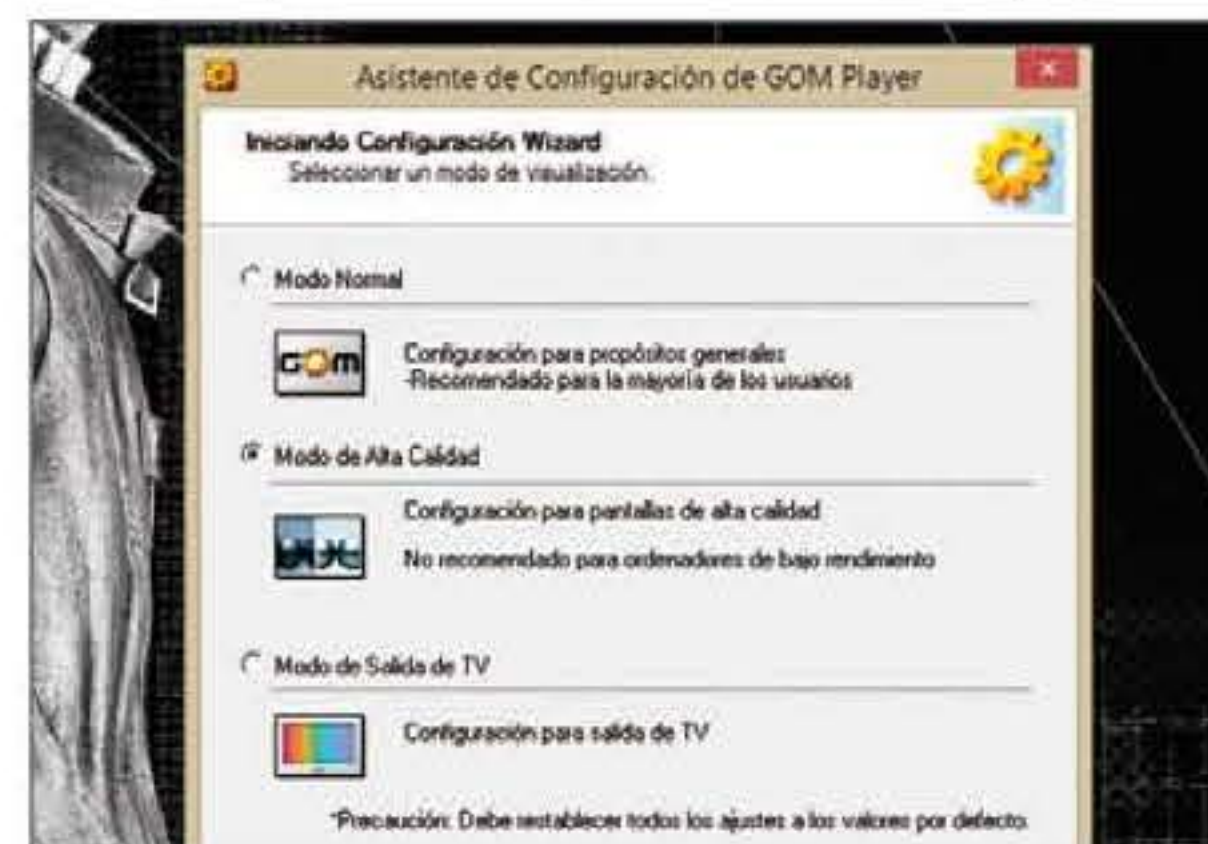 Asistente de Configuración de GOM Player
x
Iniciando Configuración Wizard
Seleccionar un modo de visualización.
Modo Normal
GOM
Configuración para propósitos generales
-Recomendado para la mayoría de los usuarios
Modo de Alta Calidad
Configuración para pantallas de alta calidad
No recomendado para ordenadores de bajo rendimiento
Modo de Salida de TV
Configuración para salida de TV
*Precaución: Debe restablecer todos los ajustes a los valores por defecto.